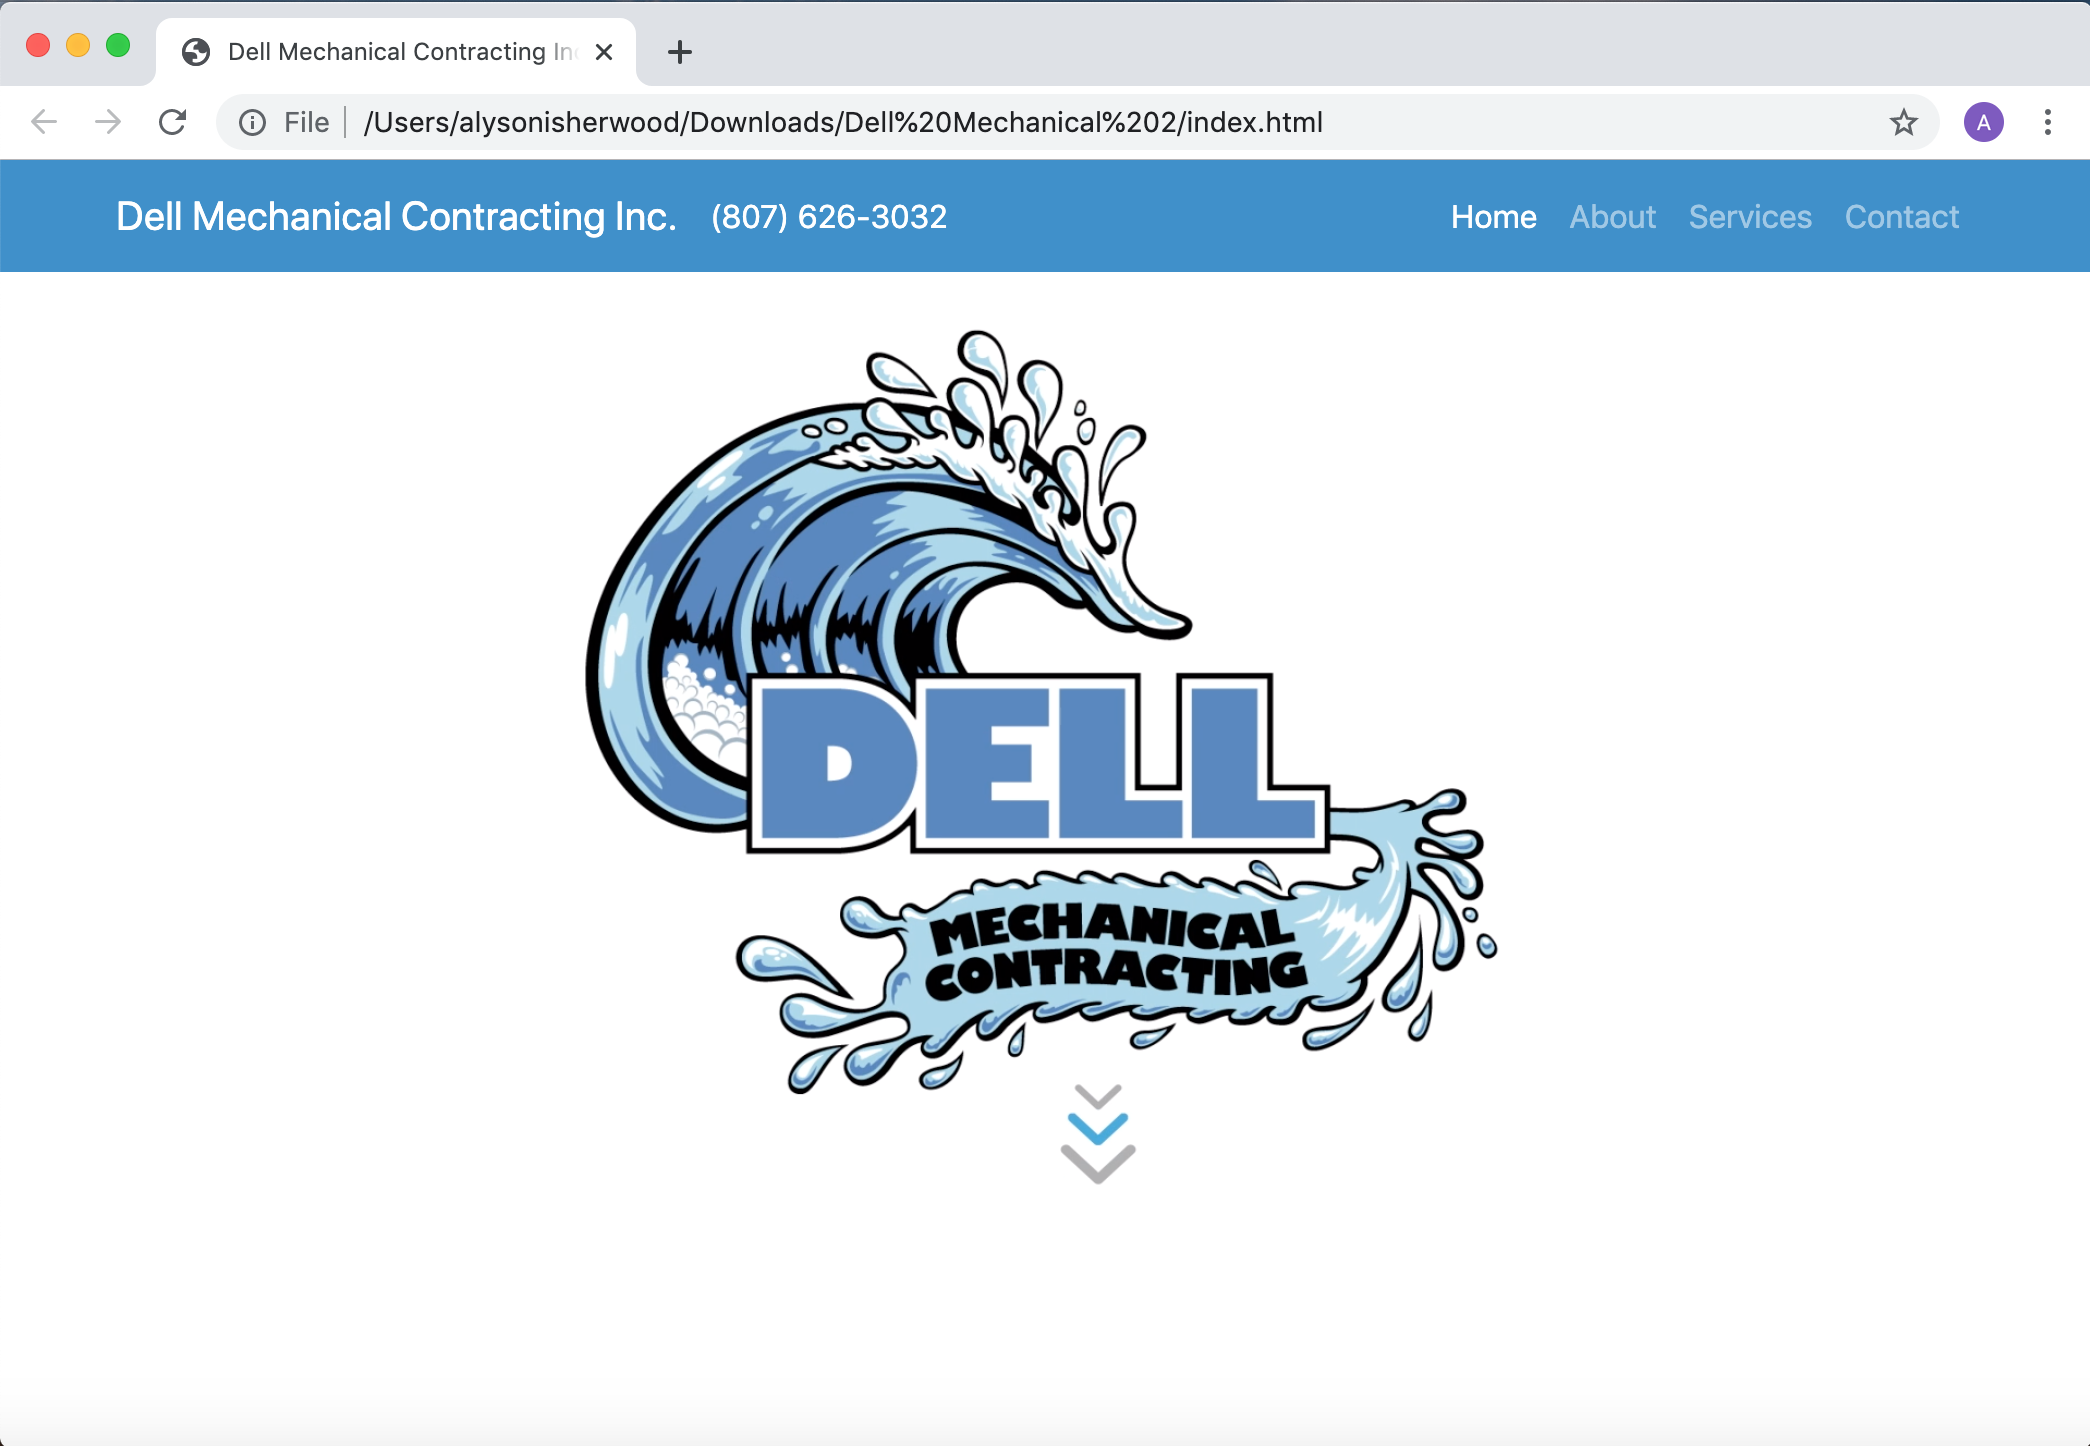 Dell Mechanical Contracting Inc
File
/Users/alysonisherwood/Downloads/Dell%20Mechanical%202/index.html
A
Dell Mechanical Contracting Inc.
(807) 626-3032
Home
About
Services
Contact
DELL
MECHANICAL
CONTRACTING